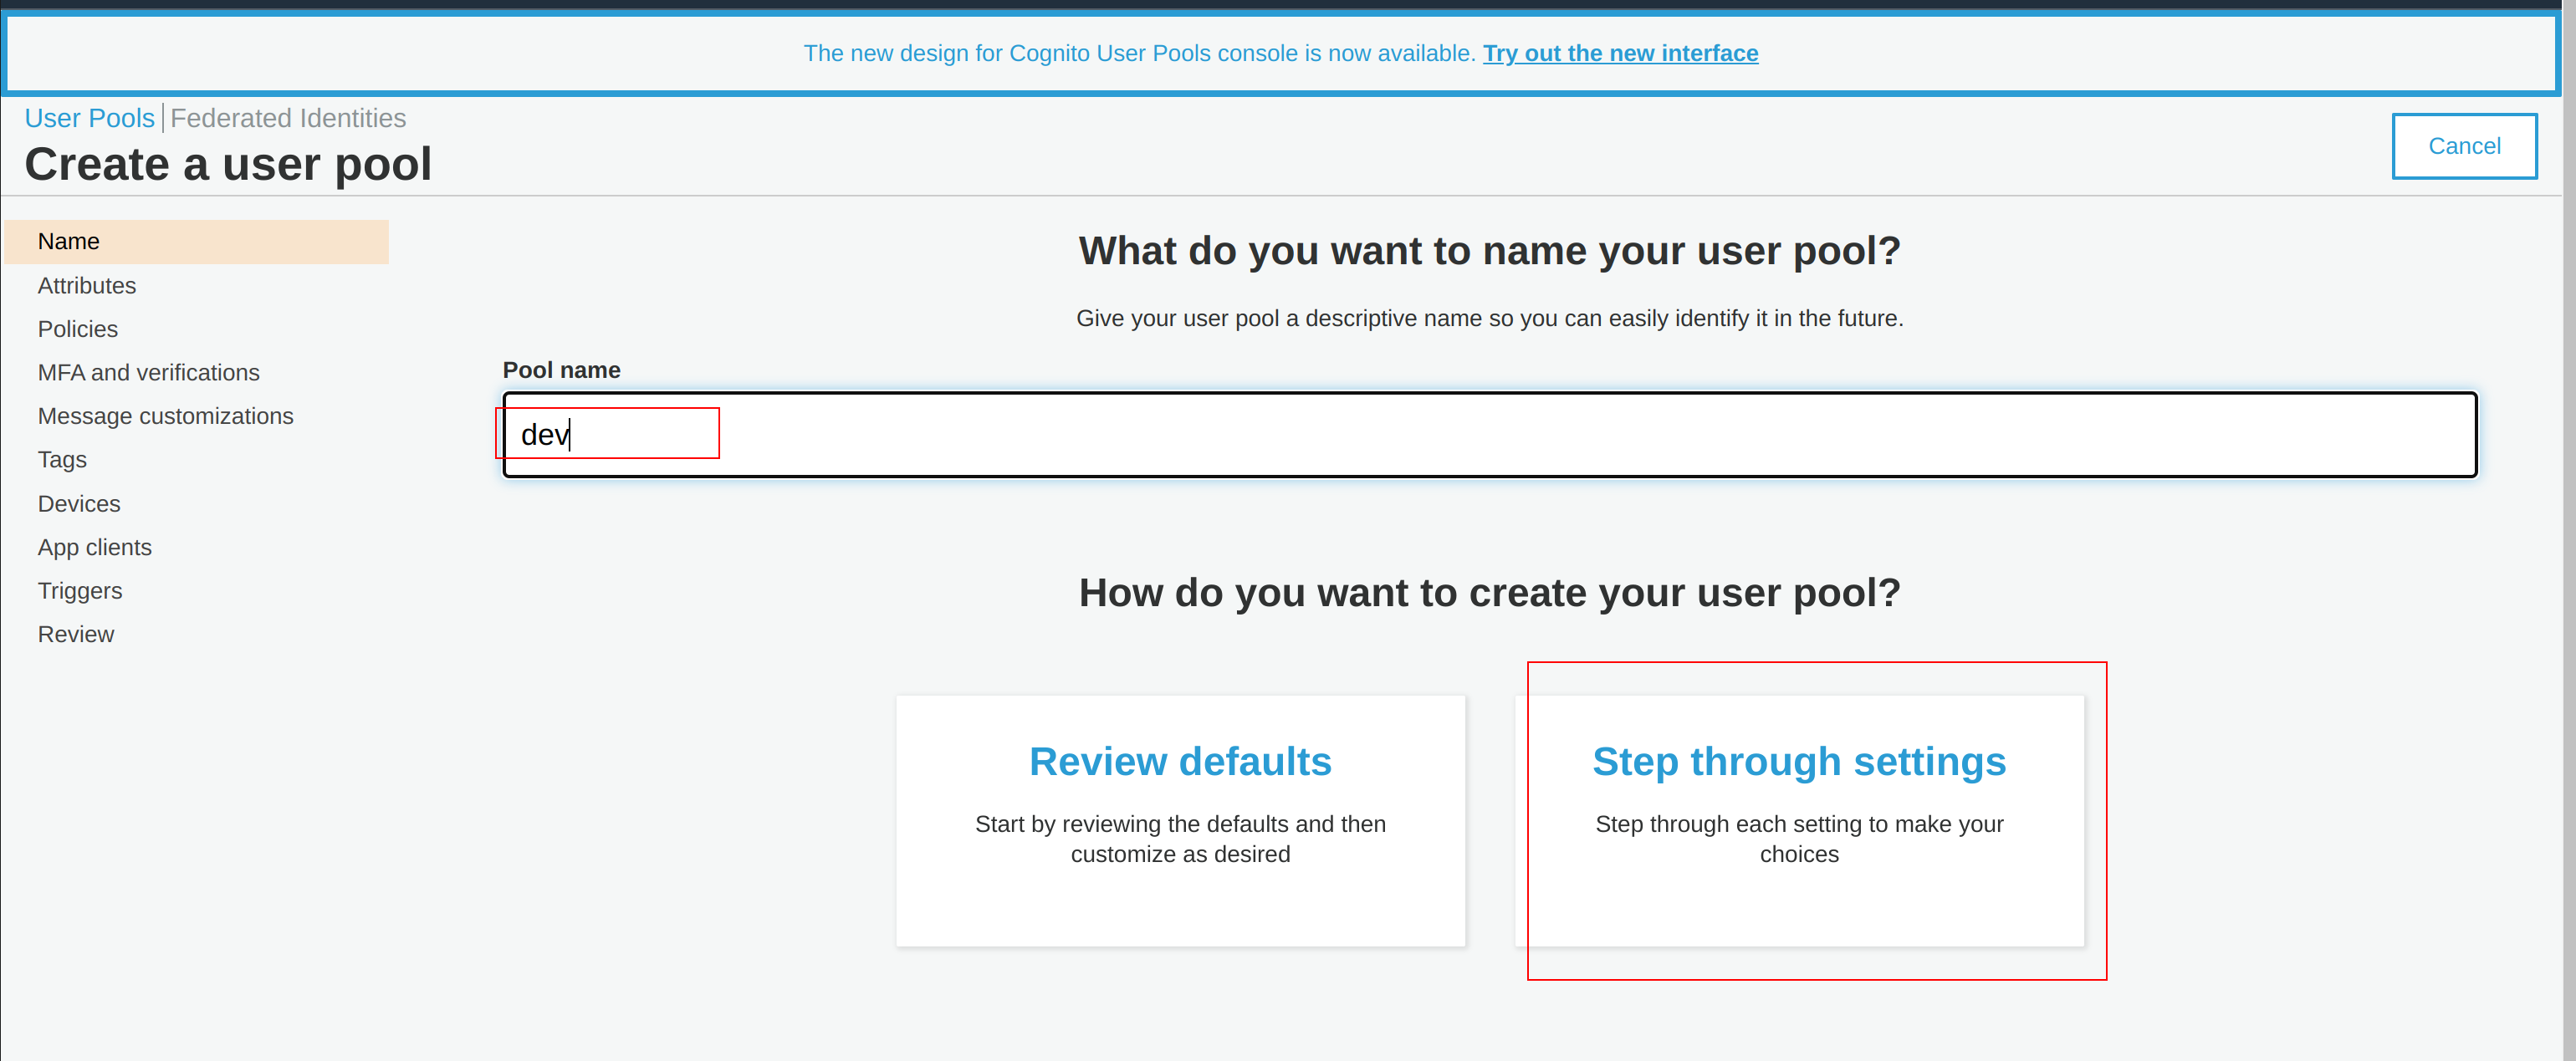 The new design for Cognito User Pools console is now available. Try out the new interface
User Pools Federated Identities
Create a user pool
Cancel
Name
Attributes
Policies
MFA and verifications
Message customizations
Tags
Devices
App clients
Triggers
Review
What do you want to name your user pool?
Give your user pool a descriptive name so you can easily identify it in the future.
Pool name
dev
How do you want to create your user pool?
Review defaults
Start by reviewing the defaults and then
customize as desired
Step through settings
Step through each setting to make your
choices